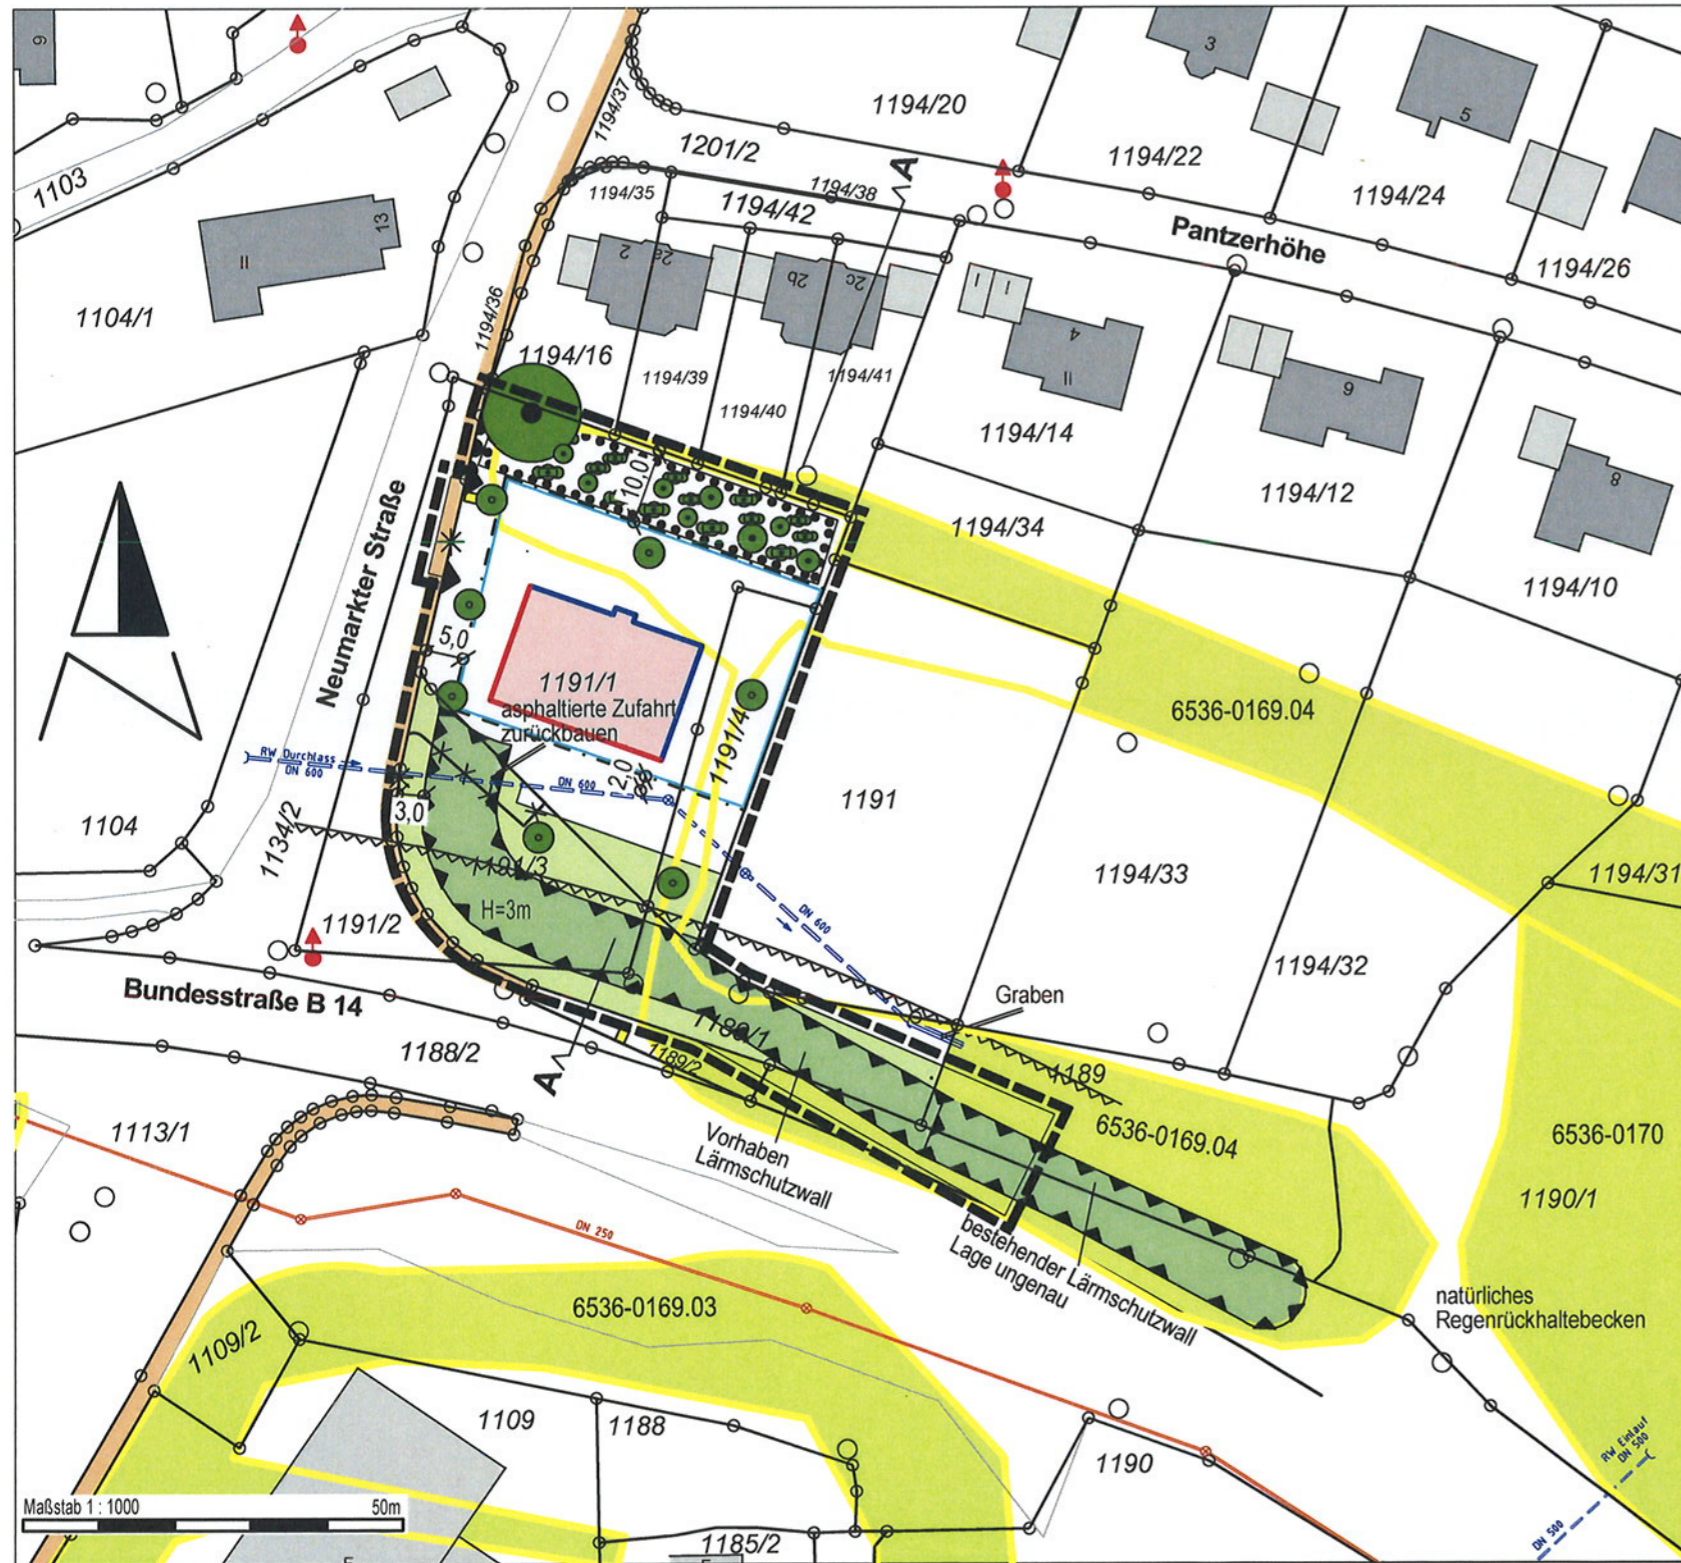 9
3
5
1194/37
1194/20
1201/2
1194/22
1194/24
1194/26
1103
13
II
1104/1
1194/35
1194/38
1194/42
A
Pantzerhöhe
2
2a
2b
2c
I
I
4
II
6
8
1194/36
1194/16
1194/39
1194/40
1194/41
1194/14
1194/12
1194/10
1194/34
10,0
Neumarkter Straße
5,0
1191/1
asphaltierte Zufahrt
zurückbauen
1191/4
6536-0169.04
RW Durchlass
DN 600
DN 600
2,0
3,0
1191
1104
1134/2
1191/3
H=3m
1194/33
1194/31
1191/2
DN 600
1194/32
Bundesstraße B 14
Graben
1188/2
A
1189/1
1189/2
1189
6536-0169.04
6536-0170
1190/1
1113/1
Vorhaben
Lärmschutzwall
DN 250
bestehender Lärmschutzwall
Lage ungenau
natürliches
Regenrückhaltebecken
6536-0169.03
1109/2
1109
1188
1190
RW Einlauf
DN 500
DN 500
Maßstab 1 : 1000
50m
1185/2